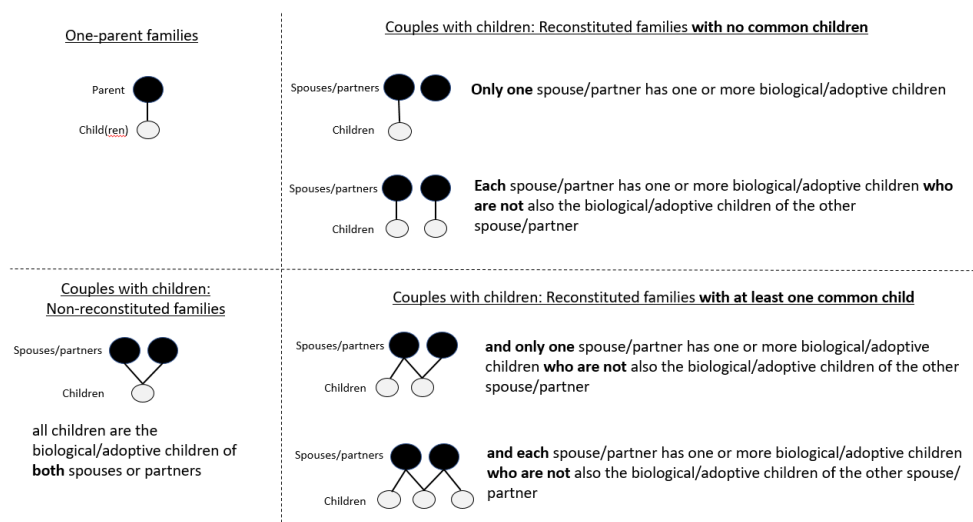 One-parent families
Parent
Child(ren)
Couples with children: Reconstituted families with no common children
Spouses/partners
Only one spouse/partner has one or more biological/adoptive children
Children
Spouses/partners
Each spouse/partner has one or more biological/adoptive children who
are not also the biological/adoptive children of the other
spouse/partner
Children
Couples with children:
Non-reconstituted families
Spouses/partners
Children
all children are the
biological/adoptive children of
both spouses or partners
Couples with children: Reconstituted families with at least one common child
Spouses/partners
and only one spouse/partner has one or more biological/adoptive
children who are not also the biological/adoptive children of the other
spouse/partner
Children
Spouses/partners
and each spouse/partner has one or more biological/adoptive children
who are not also the biological/adoptive children of the other spouse/
partner
Children